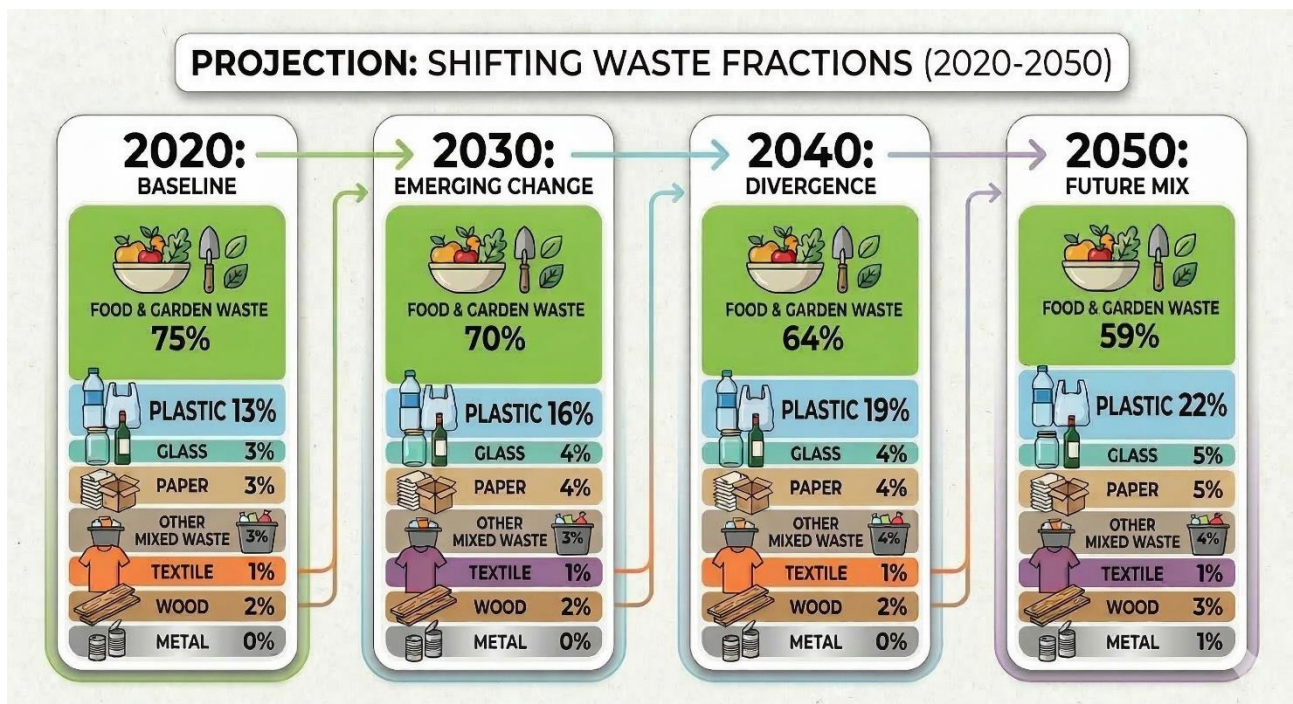 PROJECTION: SHIFTING WASTE FRACTIONS (2020-2050)
2020:
BASELINE
FOOD & GARDEN WASTE
75%
PLASTIC 13%
GLASS 3%
PAPER 3%
OTHER
MIXED WASTE 3%
TEXTILE 1%
WOOD 2%
METAL 0%
2030:
EMERGING CHANGE
FOOD & GARDEN WASTE
70%
PLASTIC 16%
GLASS 4%
PAPER 4%
OTHER
MIXED WASTE 3%
TEXTILE 1%
WOOD 2%
METAL 0%
2040:
DIVERGENCE
FOOD & GARDEN WASTE
64%
PLASTIC 19%
GLASS 4%
PAPER 4%
OTHER
MIXED WASTE 4%
TEXTILE 1%
WOOD 2%
METAL 0%
2050:
FUTURE MIX
FOOD & GARDEN WASTE
59%
PLASTIC 22%
GLASS 5%
PAPER 5%
OTHER
MIXED WASTE 4%
TEXTILE 1%
WOOD 3%
METAL 1%